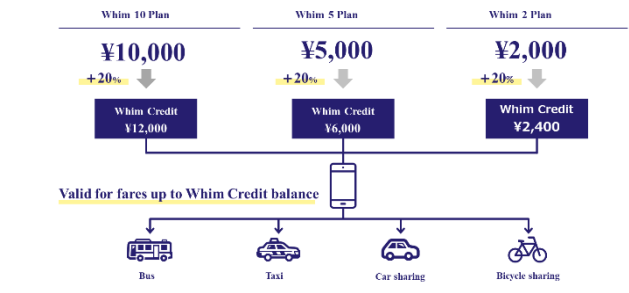 Whim 10 Plan
Whim 5 Plan
Whim 2 Plan
¥10,000
¥5,000
¥2,000
+20%
+20%
+20%
Whim Credit
¥12,000
Whim Credit
¥6,000
Whim Credit
¥2,400
Valid for fares up to Whim Credit balance
Bus
Taxi
Car sharing
Bicycle sharing